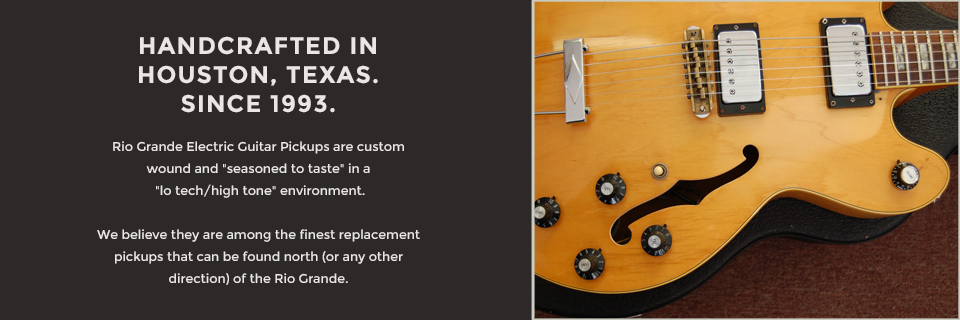 HANDCRAFTED IN
HOUSTON, TEXAS.
SINCE 1993.
Rio Grande Electric Guitar Pickups are custom
wound and "seasoned to taste" in a
"lo tech/high tone" environment.
We believe they are among the finest replacement
pickups that can be found north (or any other
direction) of the Rio Grande.